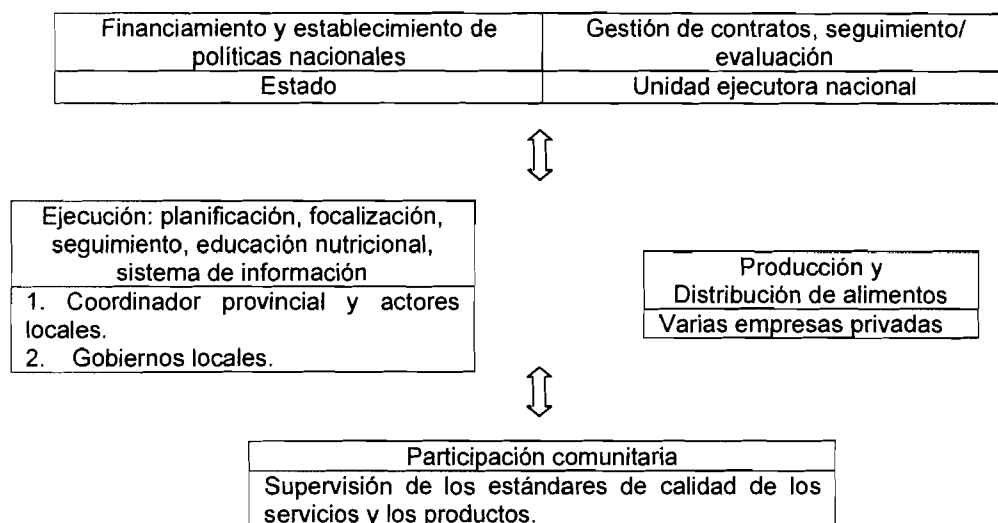 Financiamiento y establecimiento de
políticas nacionales
Gestión de contratos, seguimiento/
evaluación
Estado
Unidad ejecutora nacional
Ejecución: planificación, focalización,
seguimiento, educación nutricional,
sistema de información
1. Coordinador provincial y actores
locales.
2. Gobiernos locales.
Producción y
Distribución de alimentos
Varias empresas privadas
Participación comunitaria
Supervisión de los estándares de calidad de los
servicios y los productos.